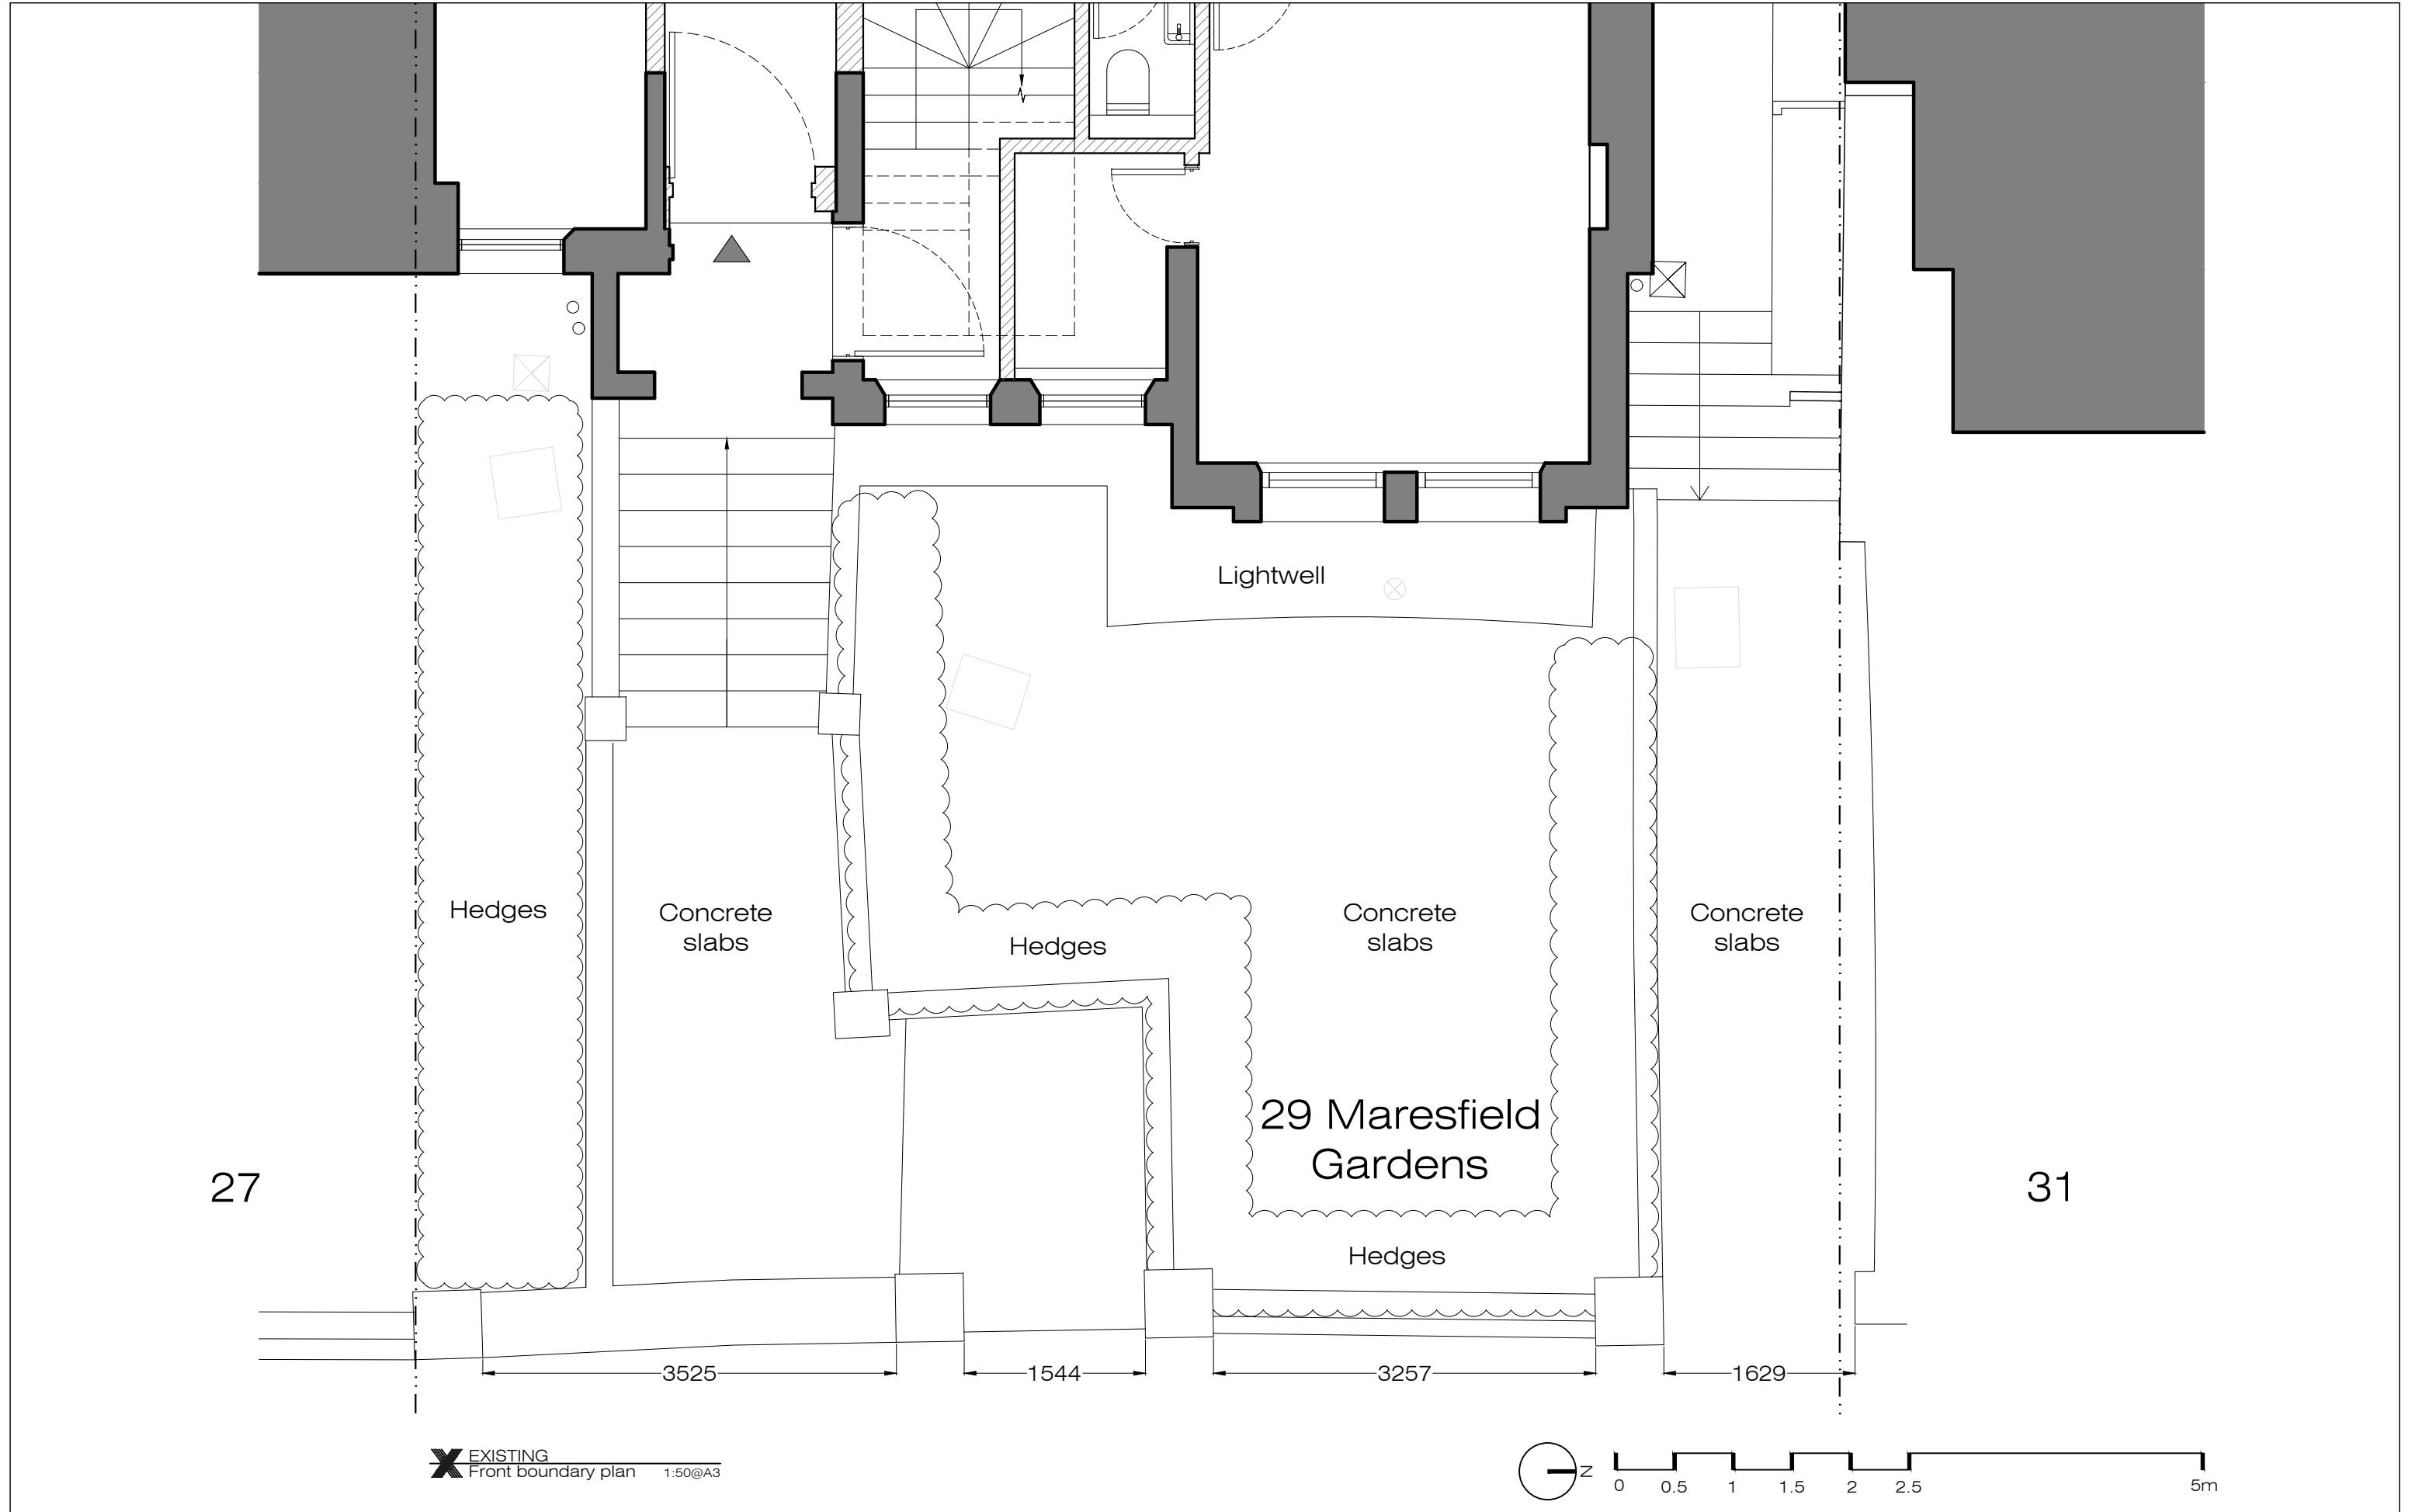 Lightwell
Hedges
Concrete
slabs
Hedges
Concrete
slabs
Concrete
slabs
29 Maresfield
Gardens
27
31
Hedges
3525
1544
3257
1629
EXISTING
Front boundary plan 1:50@A3
N
0 0.5 1 1.5 2 2.5 5m